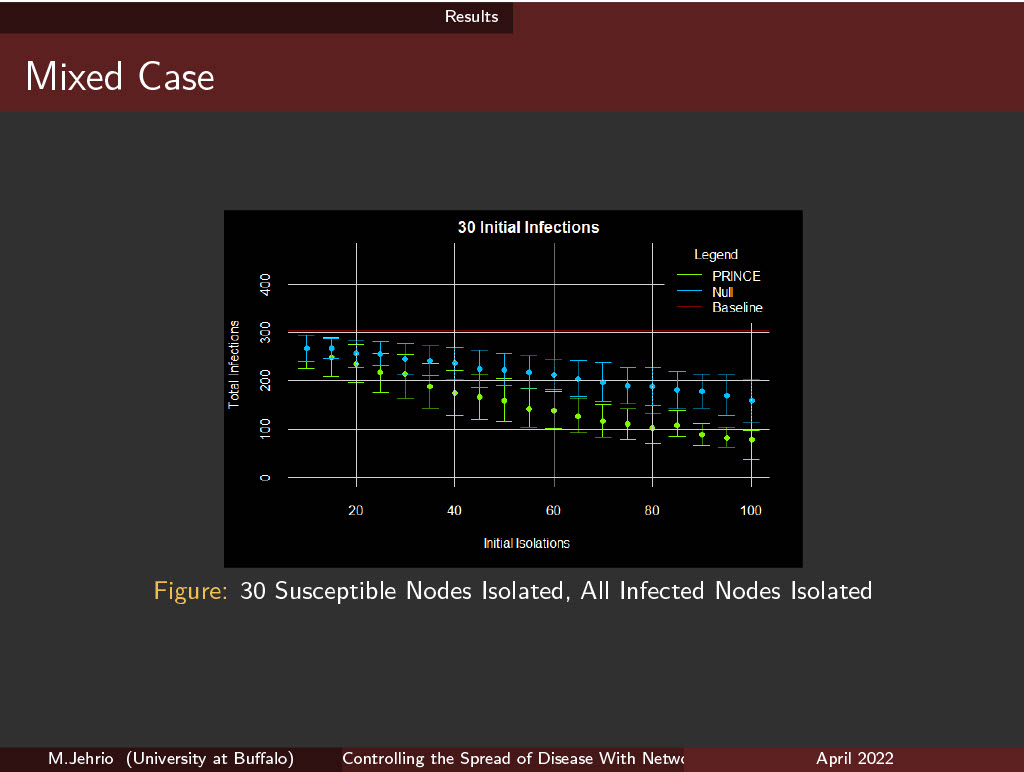 Results
Mixed Case
30 Initial Infections
Legend
PRINCE
Null
Baseline
Total Infections
400
300
200
100
0
20 40 60 80 100
Initial Isolations
Figure: 30 Susceptible Nodes Isolated, All Infected Nodes Isolated
M.Jehrio (University at Buffalo) Controlling the Spread of Disease With Netwo April 2022